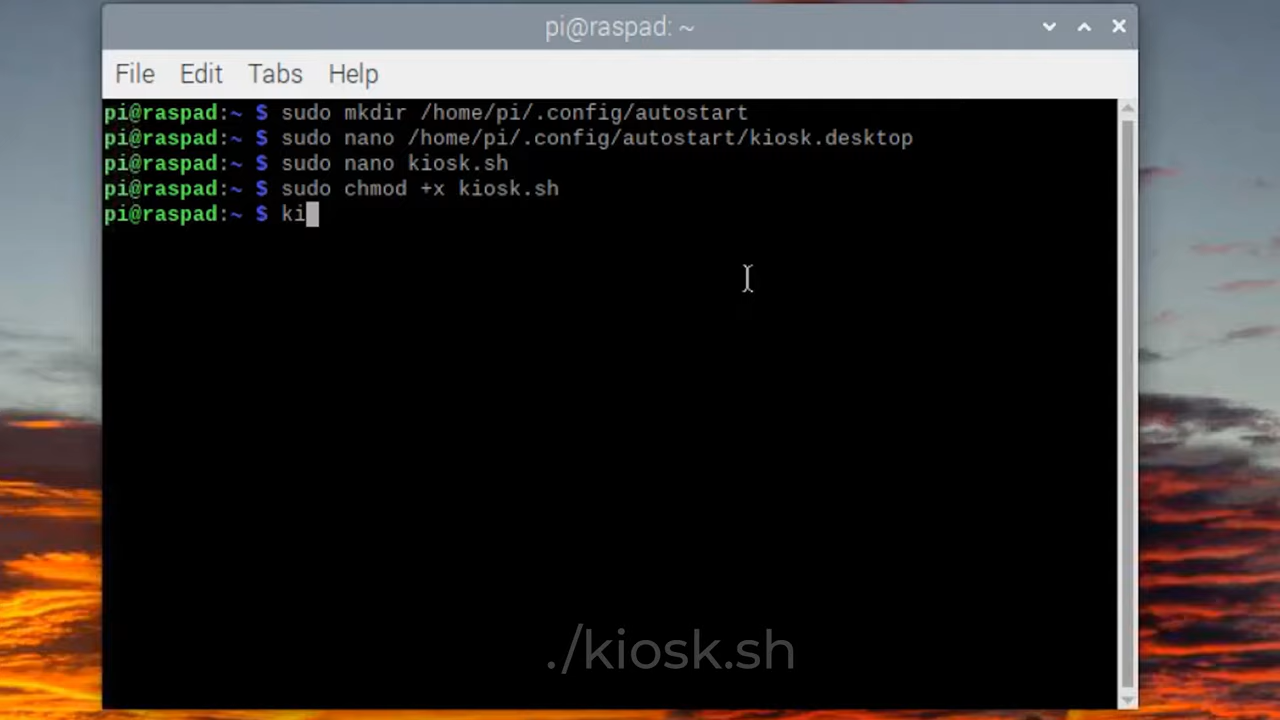 pi@raspad: ~
File Edit Tabs Help
pi@raspad:~ $ sudo mkdir /home/pi/.config/autostart
pi@raspad:~ $ sudo nano /home/pi/.config/autostart/kiosk.desktop
pi@raspad:~ $ sudo nano kiosk.sh
pi@raspad:~ $ sudo chmod +x kiosk.sh
pi@raspad:~ $ ki
./kiosk.sh